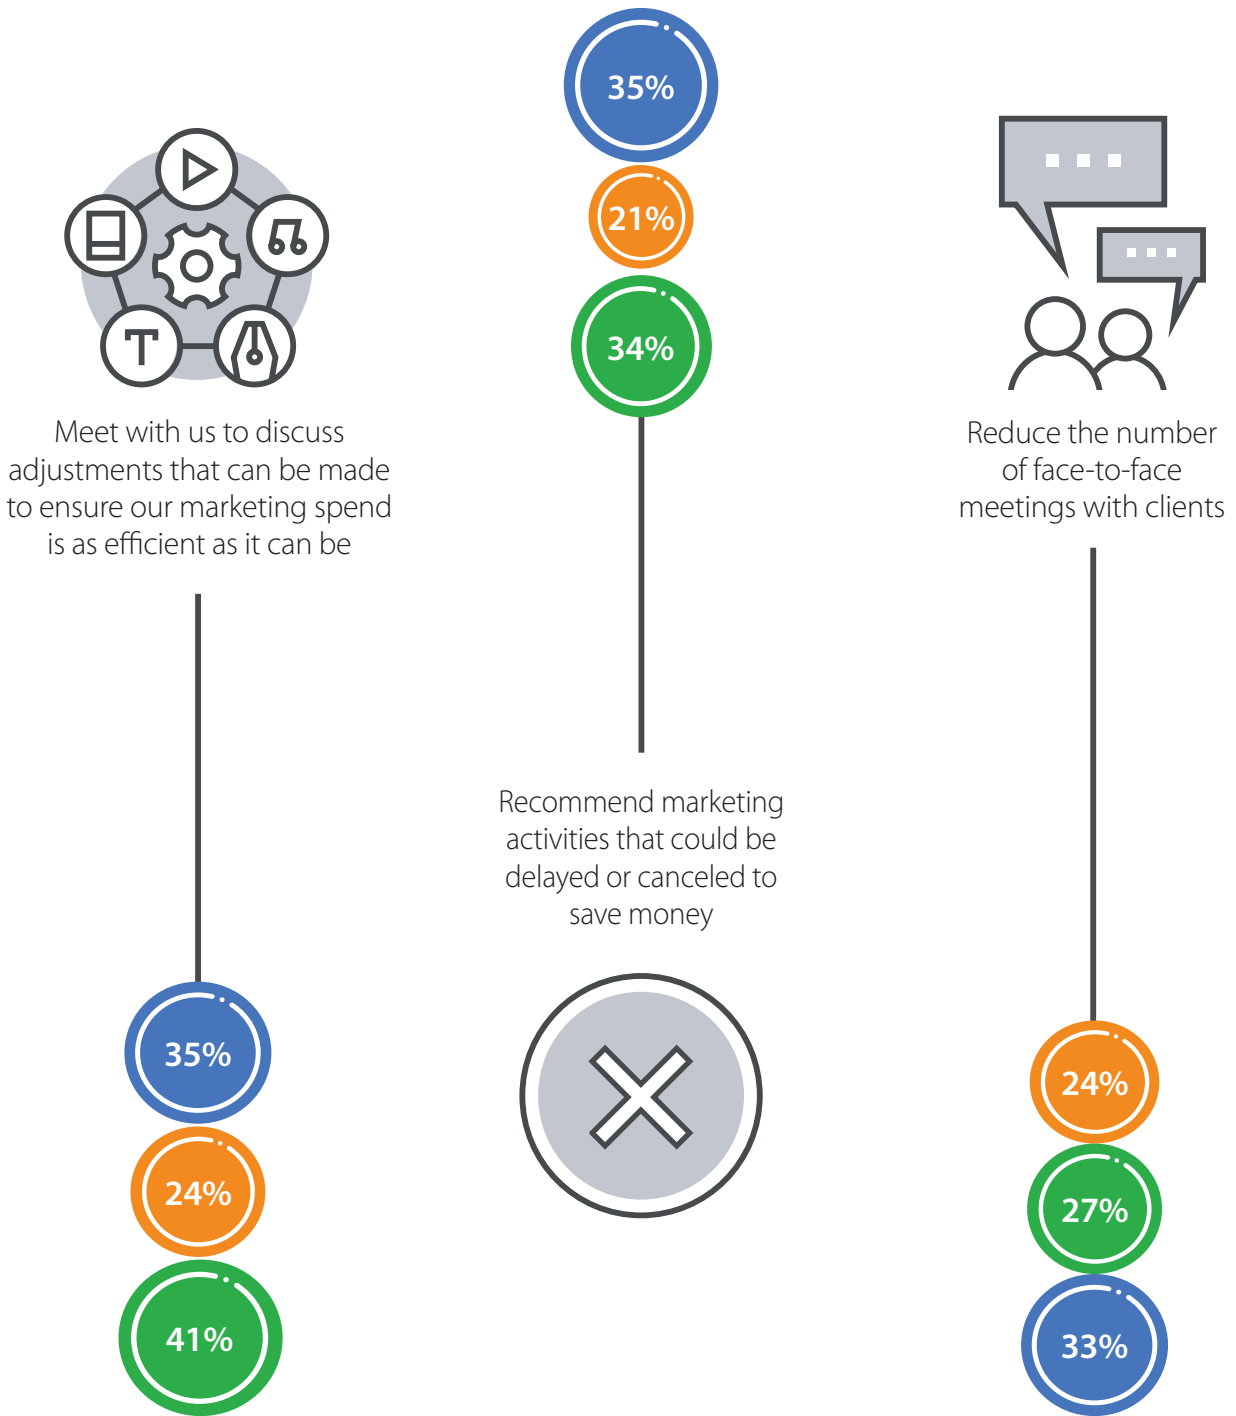 Meet with us to discuss
adjustments that can be made
to ensure our marketing spend
is as efficient as it can be
35%
24%
41%
35%
21%
34%
Recommend marketing
activities that could be
delayed or canceled to
save money
Reduce the number
of face-to-face
meetings with clients
24%
27%
33%
T